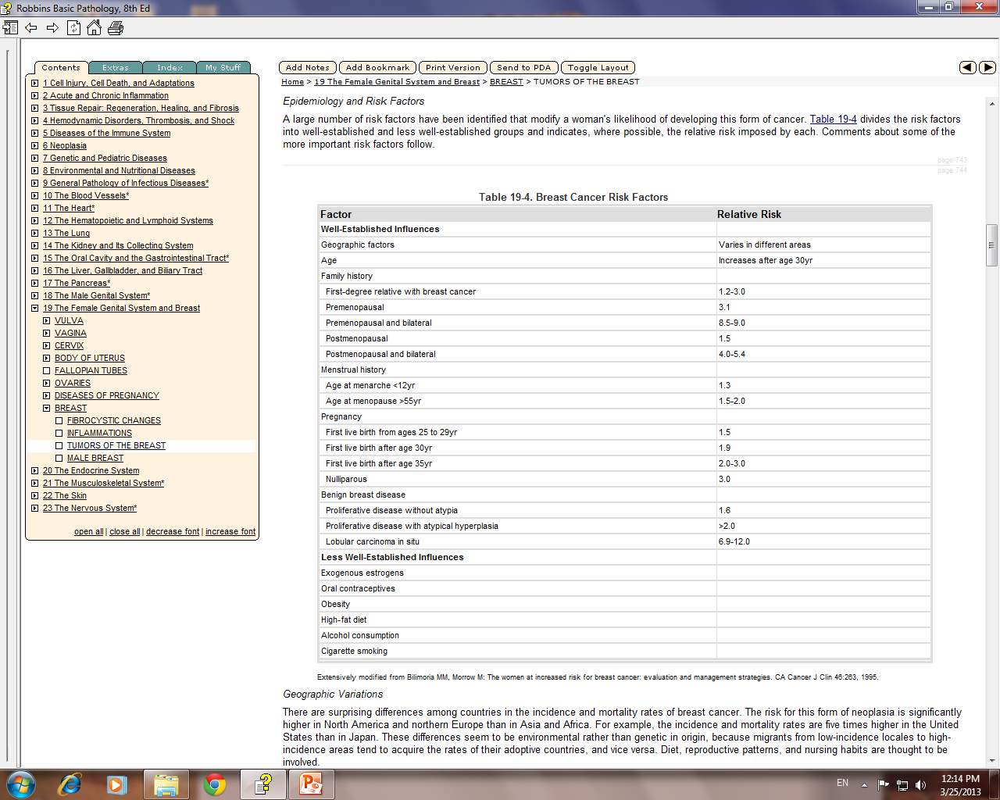 Robbins Basic Pathology, 8th Ed
Contents Extras Index My Stuff
1 Cell Injury, Cell Death, and Adaptations
2 Acute and Chronic Inflammation
3 Tissue Repair: Regeneration, Healing, and Fibrosis
4 Hemodynamic Disorders, Thrombosis, and Shock
5 Diseases of the Immune System
6 Neoplasia
7 Genetic and Pediatric Diseases
8 Environmental and Nutritional Diseases
9 General Pathology of Infectious Diseases*
10 The Blood Vessels*
11 The Heart*
12 The Hematopoietic and Lymphoid Systems
13 The Lung
14 The Kidney and Its Collecting System
15 The Oral Cavity and the Gastrointestinal Tract*
16 The Liver, Gallbladder, and Biliary Tract
17 The Pancreas*
18 The Male Genital System*
19 The Female Genital System and Breast
VULVA
VAGINA
CERVIX
BODY OF UTERUS
FALLOPIAN TUBES
OVARIES
DISEASES OF PREGNANCY
BREAST
FIBROCYSTIC CHANGES
INFLAMMATIONS
TUMORS OF THE BREAST
MALE BREAST
20 The Endocrine System
21 The Musculoskeletal System*
22 The Skin
23 The Nervous System*
open all | close all | decrease font | increase font
Add Notes Add Bookmark Print Version Send to PDA Toggle Layout
Home > 19 The Female Genital System and Breast > BREAST > TUMORS OF THE BREAST
Epidemiology and Risk Factors
A large number of risk factors have been identified that modify a woman's likelihood of developing this form of cancer. Table 19-4 divides the risk factors
into well-established and less well-established groups and indicates, where possible, the relative risk imposed by each. Comments about some of the
more important risk factors follow.
page 743
page 744
Table 19-4. Breast Cancer Risk Factors
Factor Relative Risk
Well-Established Influences
Geographic factors Varies in different areas
Age Increases after age 30yr
Family history
First-degree relative with breast cancer 1.2-3.0
Premenopausal 3.1
Premenopausal and bilateral 8.5-9.0
Postmenopausal 1.5
Postmenopausal and bilateral 4.0-5.4
Menstrual history
Age at menarche <12yr 1.3
Age at menopause >55yr 1.5-2.0
Pregnancy
First live birth from ages 25 to 29yr 1.5
First live birth after age 30yr 1.9
First live birth after age 35yr 2.0-3.0
Nulliparous 3.0
Benign breast disease
Proliferative disease without atypia 1.6
Proliferative disease with atypical hyperplasia >2.0
Lobular carcinoma in situ 6.9-12.0
Less Well-Established Influences
Exogenous estrogens
Oral contraceptives
Obesity
High-fat diet
Alcohol consumption
Cigarette smoking
Extensively modified from Bilimoria MM, Morrow M: The women at increased risk for breast cancer: evaluation and management strategies. CA Cancer J Clin 46:263, 1995.
Geographic Variations
There are surprising differences among countries in the incidence and mortality rates of breast cancer. The risk for this form of neoplasia is significantly
higher in North America and northern Europe than in Asia and Africa. For example, the incidence and mortality rates are five times higher in the United
States than in Japan. These differences seem to be environmental rather than genetic in origin, because migrants from low-incidence locales to high-
incidence areas tend to acquire the rates of their adoptive countries, and vice versa. Diet, reproductive patterns, and nursing habits are thought to be
involved.
EN
12:14 PM
3/25/2013